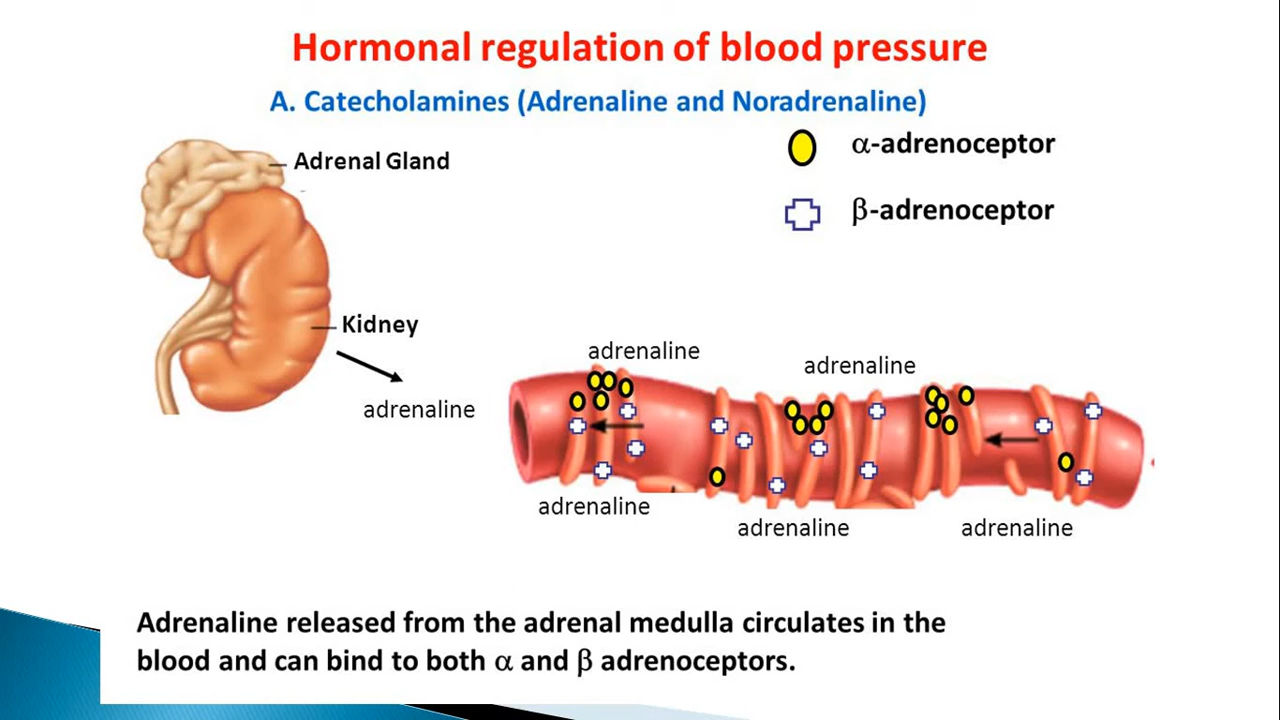 Hormonal regulation of blood pressure
A. Catecholamines (Adrenaline and Noradrenaline)
α-adrenoceptor
Adrenal Gland
β-adrenoceptor
Kidney
adrenaline
adrenaline
adrenaline
adrenaline
adrenaline
adrenaline
Adrenaline released from the adrenal medulla circulates in the
blood and can bind to both α and β adrenoceptors.